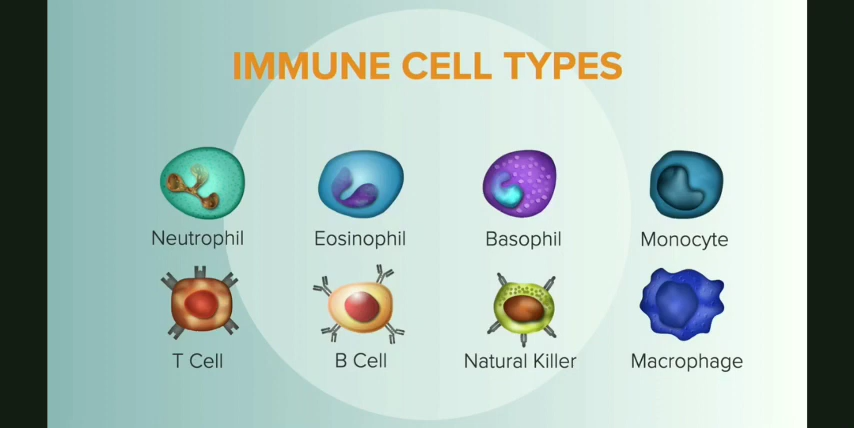 IMMUNE CELL TYPES
Neutrophil Eosinophil Basophil Monocyte
T Cell B Cell Natural Killer Macrophage